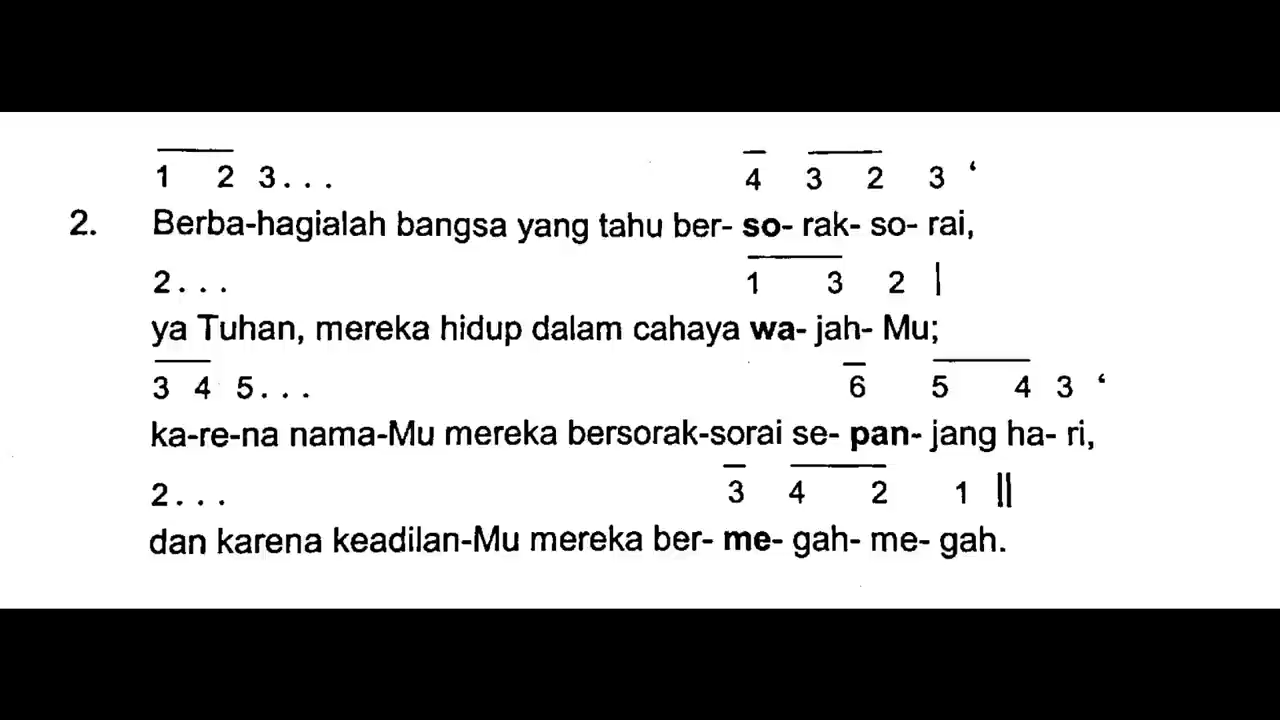 1 2 3... 4 3 2 3 ‘
2. Berba-hagialah bangsa yang tahu ber- so- rak- so- rai,
2... 1 3 2 |
ya Tuhan, mereka hidup dalam cahaya wa- jah- Mu;
3 4 5... 6 5 4 3 ‘
ka-re-na nama-Mu mereka bersorak-sorai se- pan- jang ha- ri,
2... 3 4 2 1 ||
dan karena keadilan-Mu mereka ber- me- gah- me- gah.